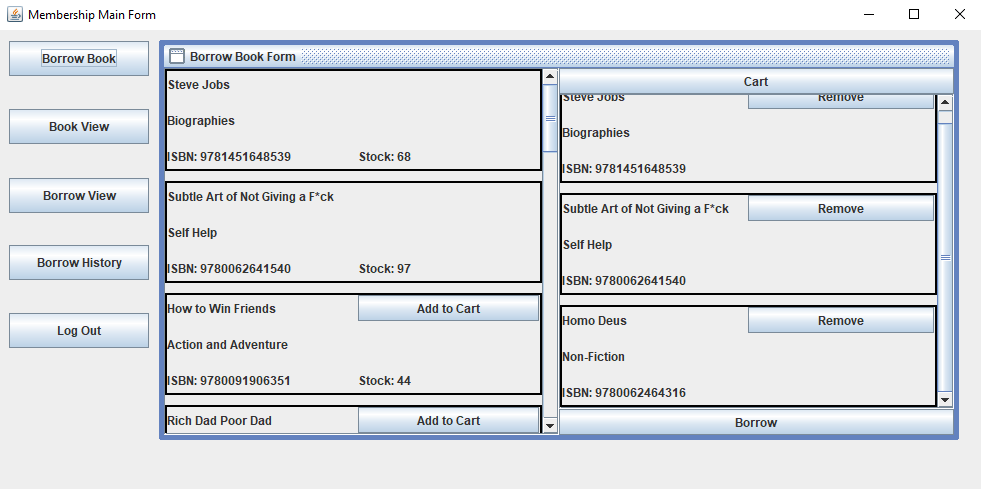 Membership Main Form
Borrow Book
Book View
Borrow View
Borrow History
Log Out
Borrow Book Form
Steve Jobs
Biographies
ISBN: 9781451648539 Stock: 68
Subtle Art of Not Giving a F*ck
Self Help
ISBN: 9780062641540 Stock: 97
How to Win Friends Add to Cart
Action and Adventure
ISBN: 9780091906351 Stock: 44
Rich Dad Poor Dad Add to Cart
Cart
Steve Jobs Remove
Biographies
ISBN: 9781451648539
Subtle Art of Not Giving a F*ck Remove
Self Help
ISBN: 9780062641540
Homo Deus Remove
Non-Fiction
ISBN: 9780062464316
Borrow